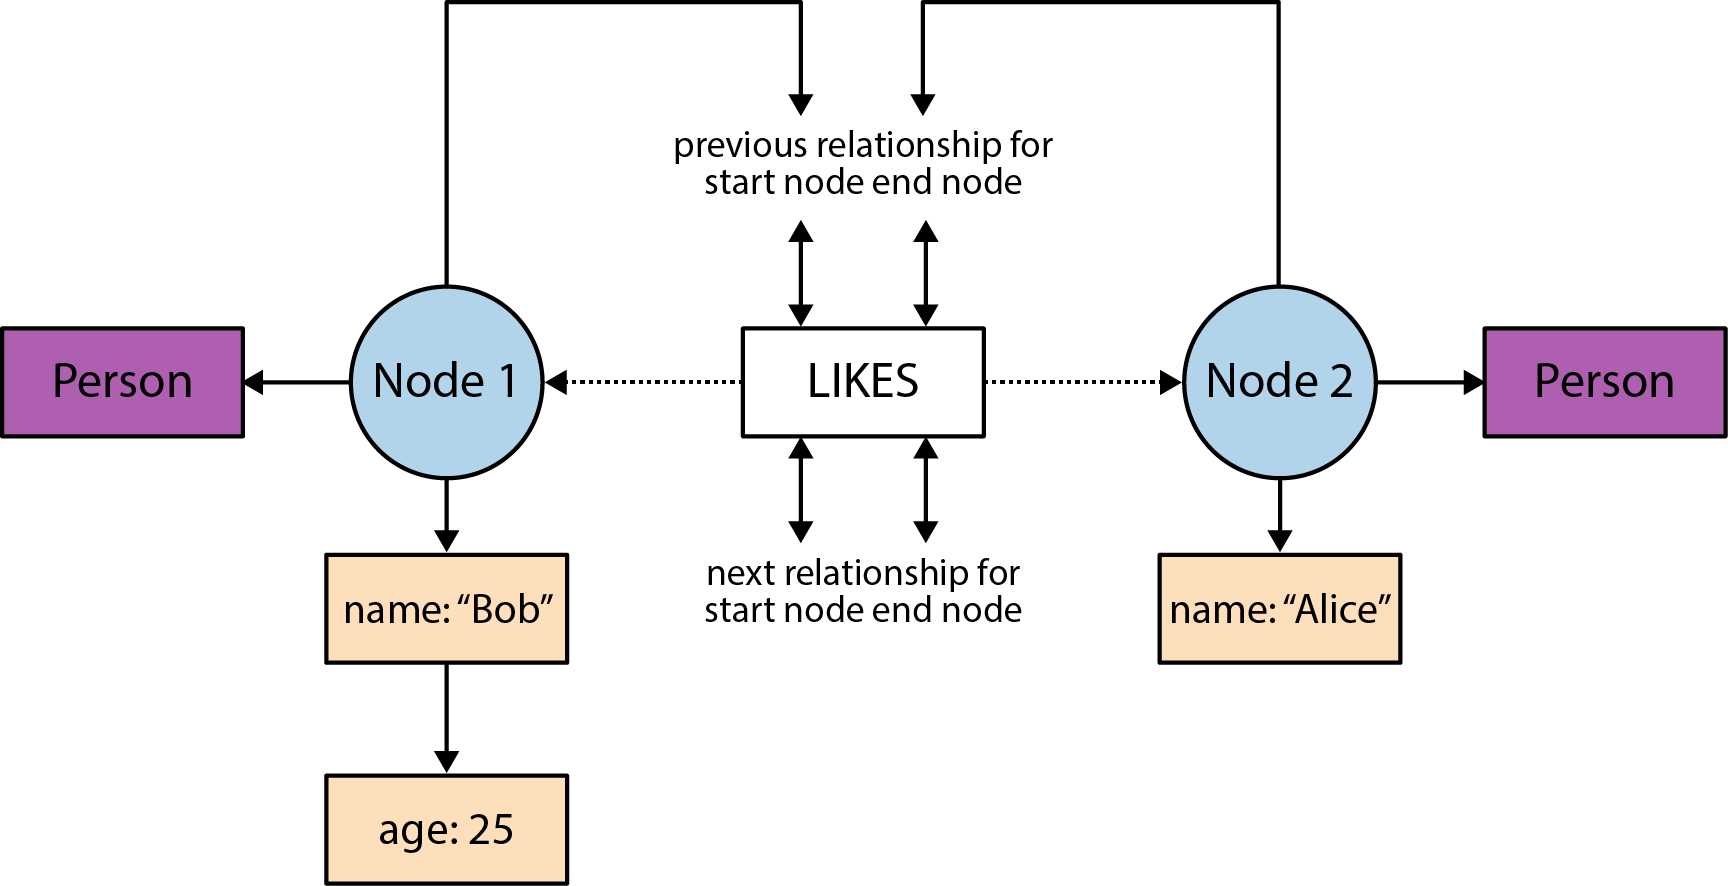 previous relationship for
start node end node
Person
Node 1
LIKES
Node 2
Person
name: “Bob”
next relationship for
start node end node
name: “Alice”
age: 25